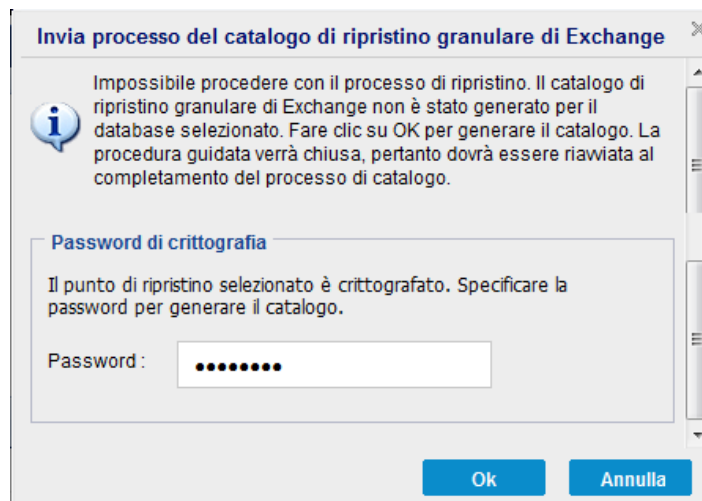 Invia processo del catalogo di ripristino granulare di Exchange
Impossibile procedere con il processo di ripristino. Il catalogo di
ripristino granulare di Exchange non è stato generato per il
database selezionato. Fare clic su OK per generare il catalogo. La
procedura guidata verrà chiusa, pertanto dovrà essere riavviata al
completamento del processo di catalogo.
Password di crittografia
Il punto di ripristino selezionato è crittografato. Specificare la
password per generare il catalogo.
Password :
Ok
Annulla